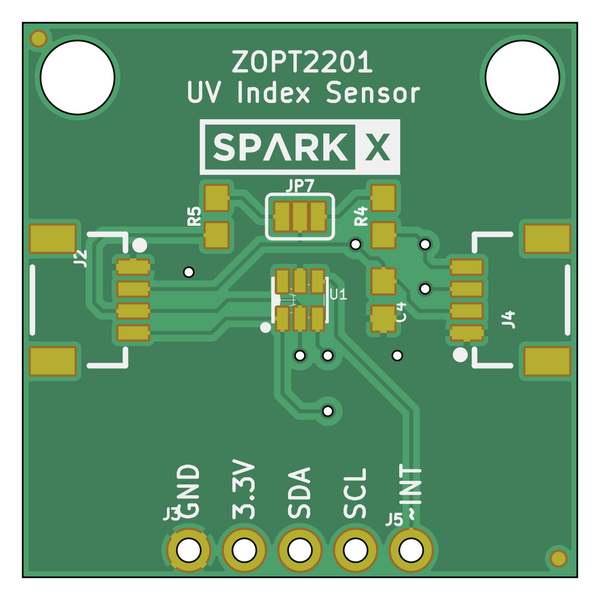 ZOPT2201
UV Index Sensor
SPARK X
JP7
R5
R4
J2
U1
C4
J4
GND
3.3V
SDA
SCL
~INT
J3
J5